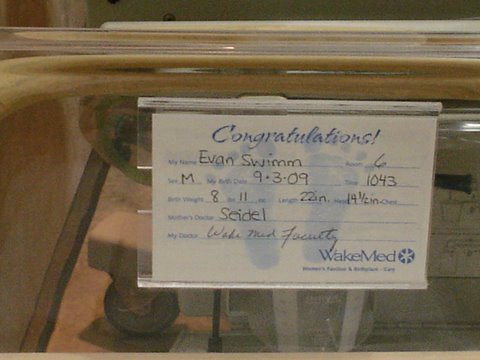 Congratulations!
My Name Evan Swimm Room 6
Sex M My Birth Date 9.3.09 Time 1043
Birth Weight 8 lbs 11 oz Length 22in. Head 14½in. Chest
Mother's Doctor Seidel
My Doctor Wake Med Faculty
WakeMed
Women's Pavilion & Birthplace - Cary